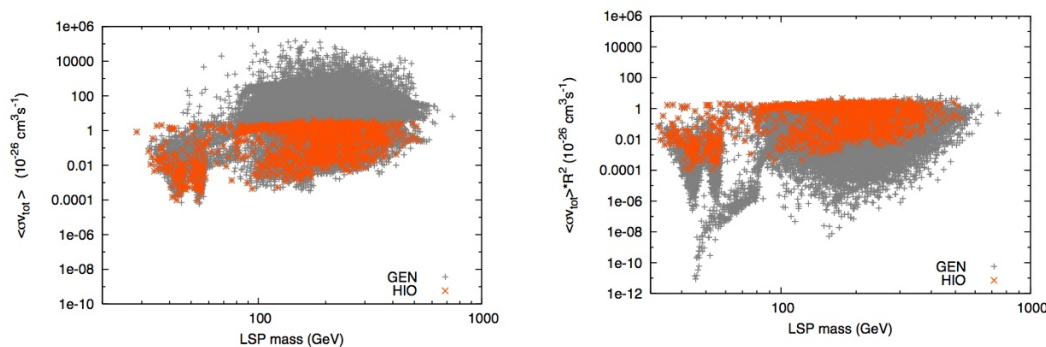 1e+06
10000
100
1
0.01
0.0001
1e-06
1e-08
1e-10
100
1000
<σv_tot> (10^-26 cm^3 s^-1)
LSP mass (GeV)
GEN
HIO
1e+06
10000
100
1
0.01
0.0001
1e-06
1e-08
1e-10
1e-12
100
1000
<σv_tot>*R^2 (10^-26 cm^3 s^-1)
LSP mass (GeV)
GEN
HIO